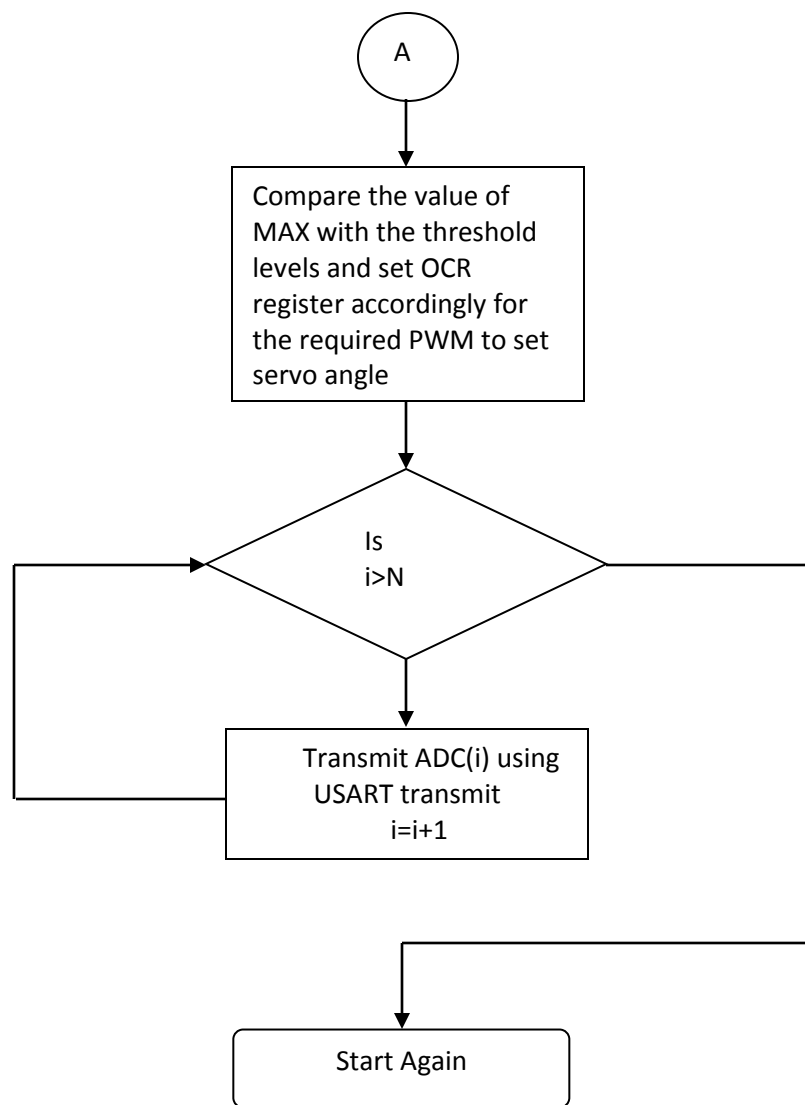 A
Compare the value of
MAX with the threshold
levels and set OCR
register accordingly for
the required PWM to set
servo angle
Is
i>N
Transmit ADC(i) using
USART transmit
i=i+1
Start Again